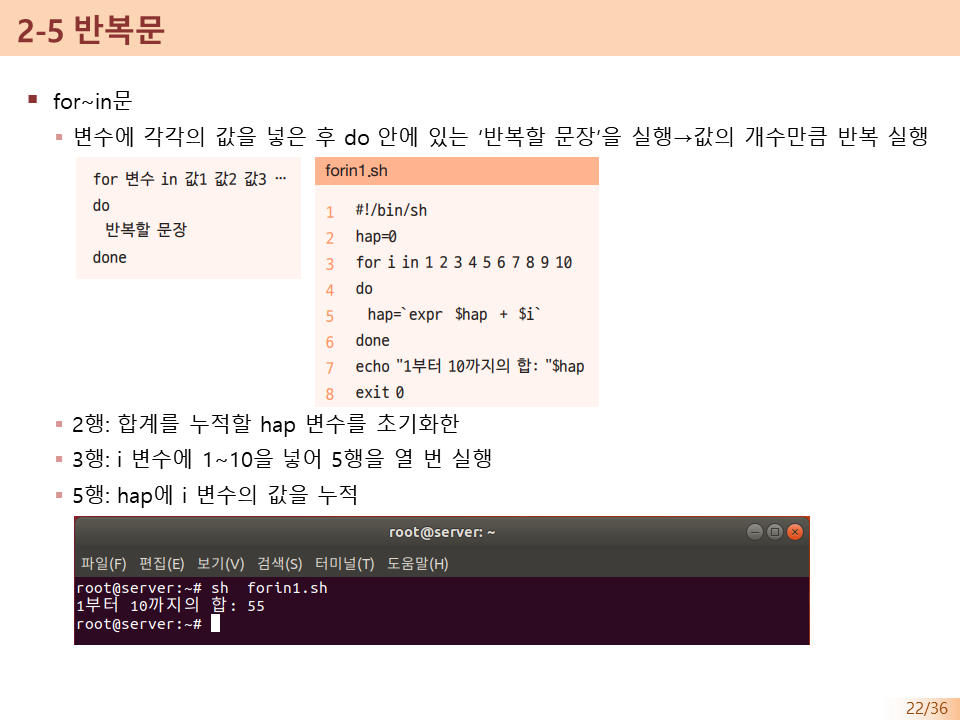 2-5 반복문
for~in문
변수에 각각의 값을 넣은 후 do 안에 있는 '반복할 문장'을 실행→값의 개수만큼 반복 실행
for 변수 in 값1 값2 값3 …
do
반복할 문장
done
forin1.sh
1 #!/bin/sh
2 hap=0
3 for i in 1 2 3 4 5 6 7 8 9 10
4 do
5 hap=`expr $hap + $i`
6 done
7 echo "1부터 10까지의 합: "$hap
8 exit 0
2행: 합계를 누적할 hap 변수를 초기화한
3행: i 변수에 1~10을 넣어 5행을 열 번 실행
5행: hap에 i 변수의 값을 누적
root@server: ~
파일(F) 편집(E) 보기(V) 검색(S) 터미널(T) 도움말(H)
root@server:~# sh forin1.sh
1부터 10까지의 합: 55
root@server:~#
22/36